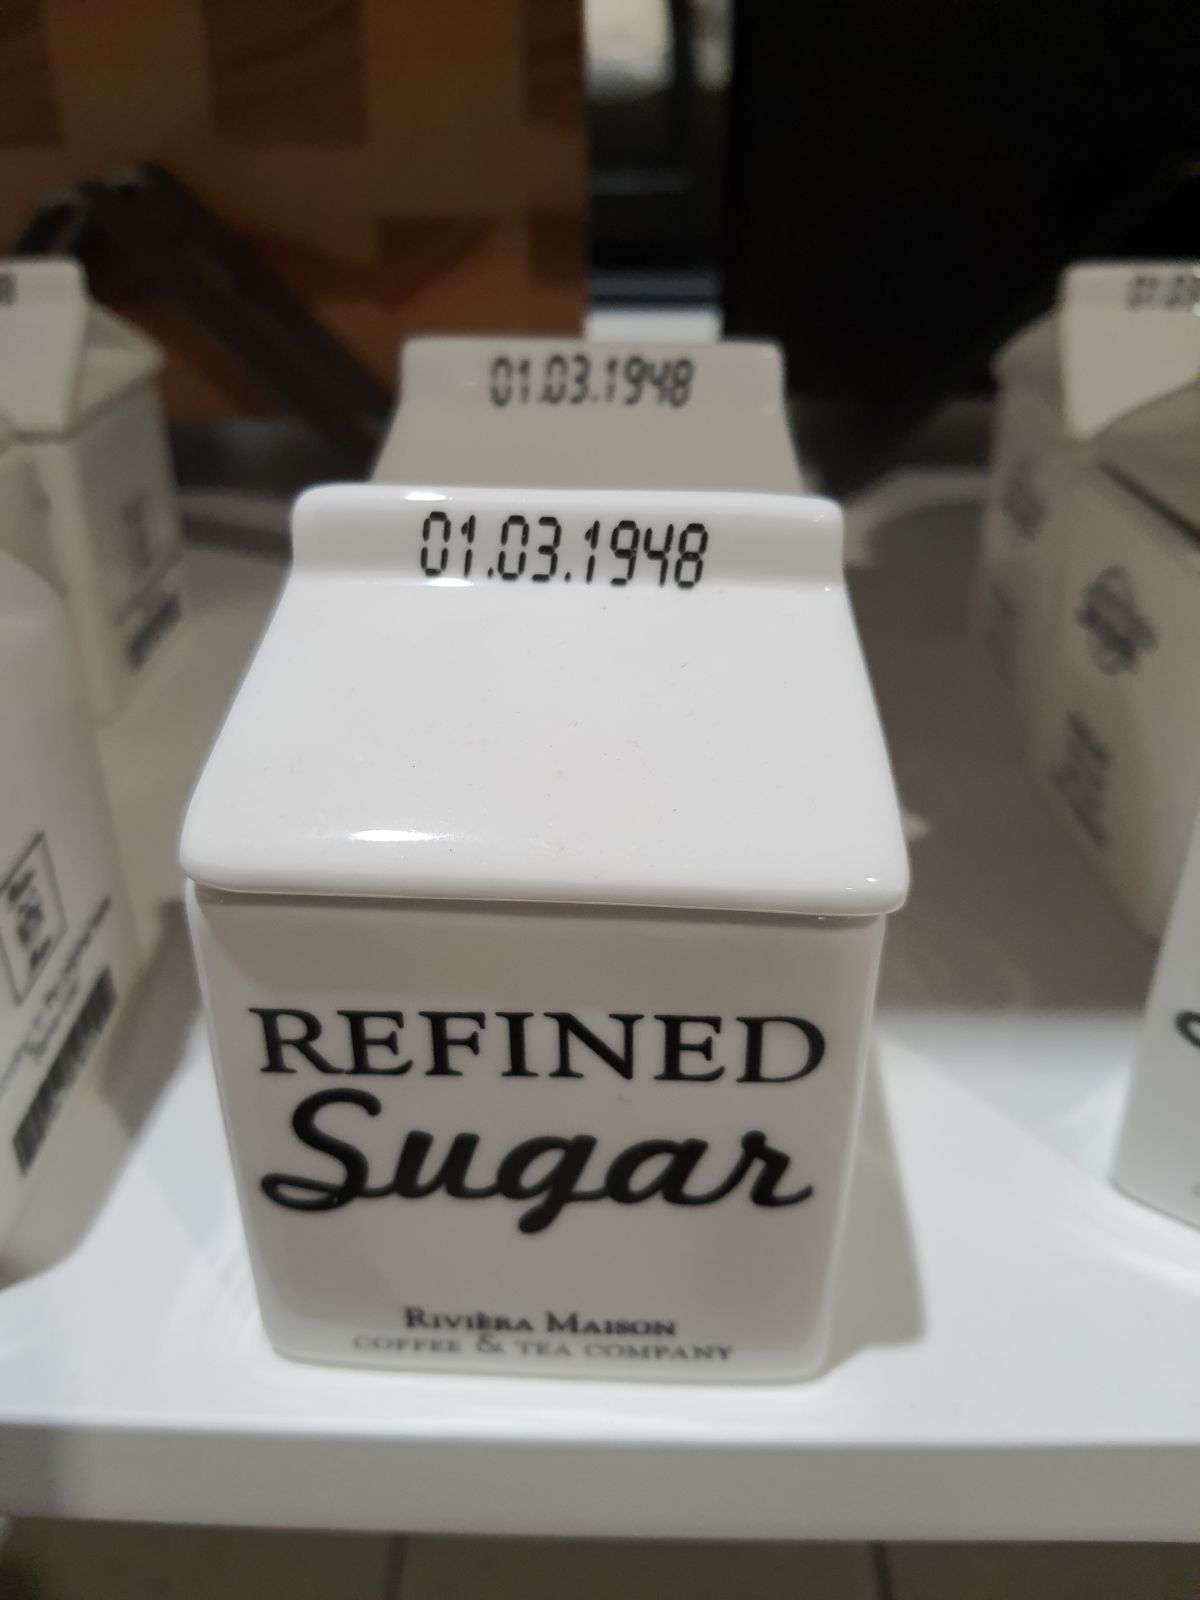 01.03.1948
01.03.1948
REFINED
Sugar
RIVIÈRA MAISON
COFFEE & TEA COMPANY